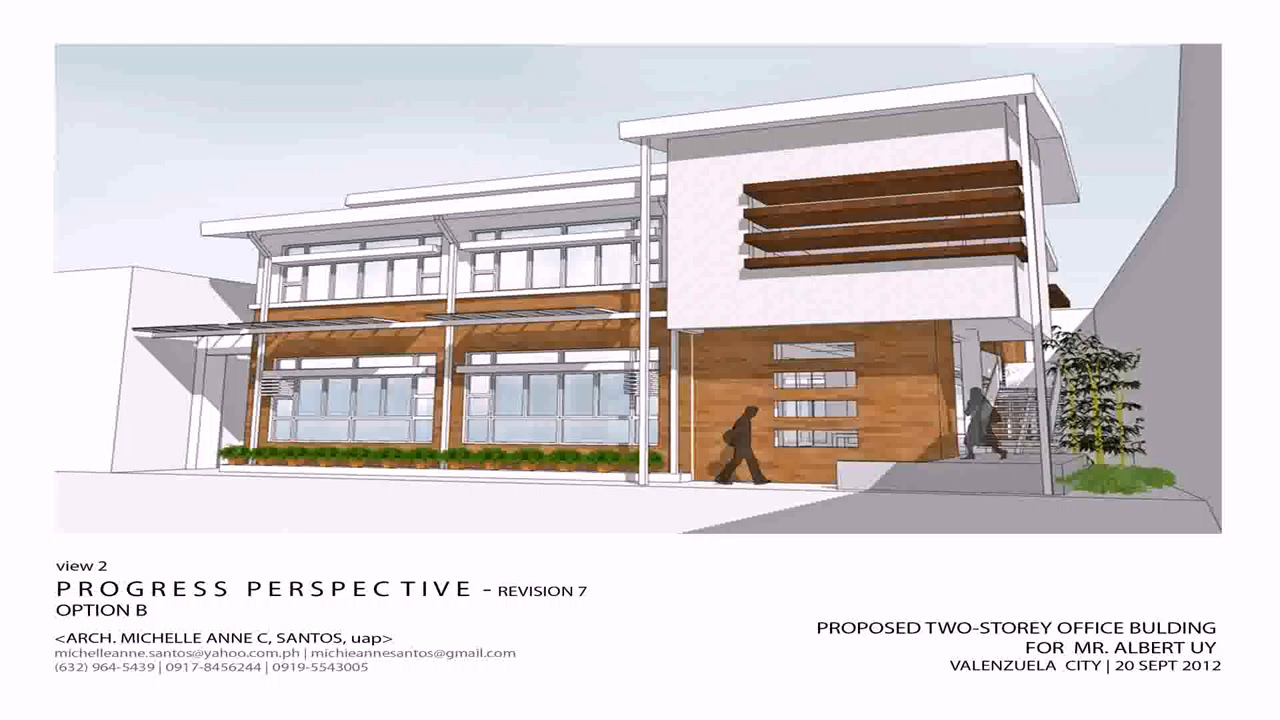 view 2
PROGRESS PERSPECTIVE - REVISION 7
OPTION B
<ARCH. MICHELLE ANNE C, SANTOS, uap>
michelleanne.santos@yahoo.com.ph | michieannesantos@gmail.com
(632) 964-5439 | 0917-8456244 | 0919-5543005
PROPOSED TWO-STOREY OFFICE BULDING
FOR MR. ALBERT UY
VALENZUELA CITY | 20 SEPT 2012